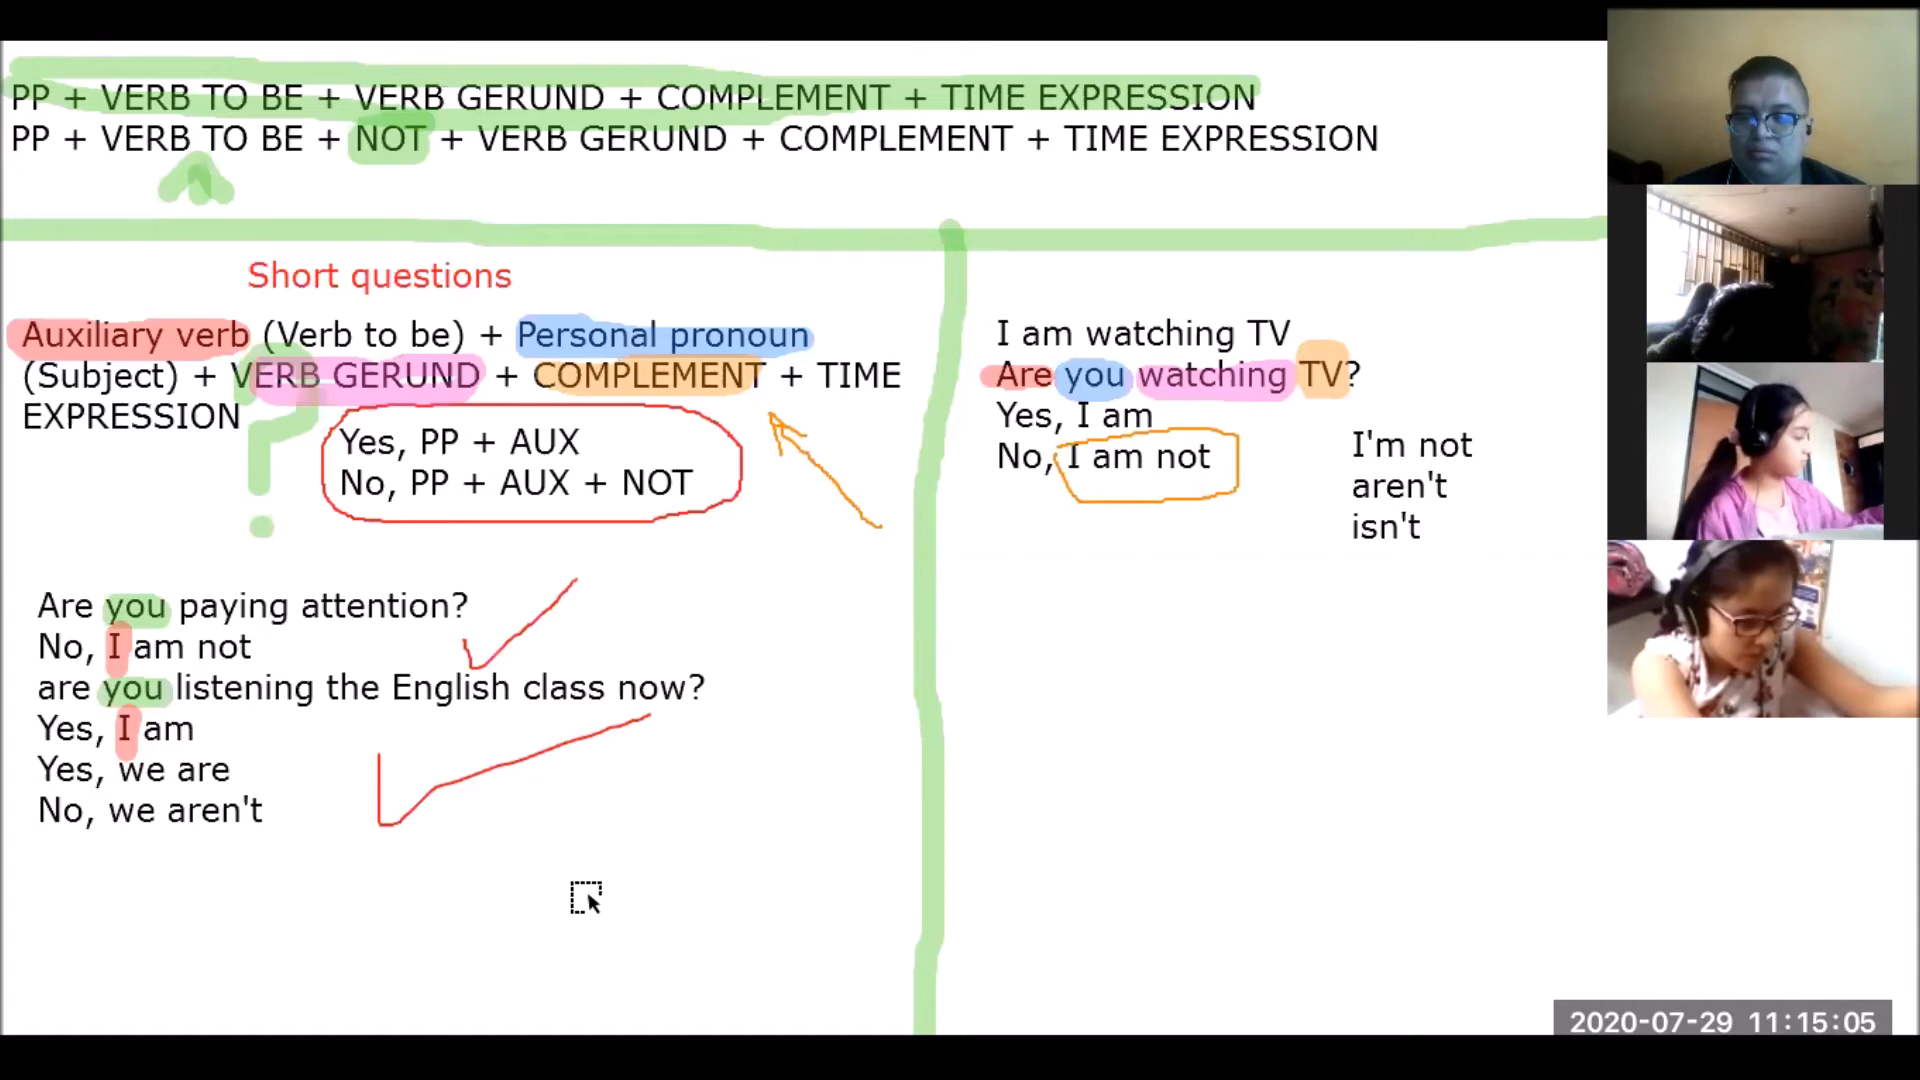 PP + VERB TO BE + VERB GERUND + COMPLEMENT + TIME EXPRESSION
PP + VERB TO BE + NOT + VERB GERUND + COMPLEMENT + TIME EXPRESSION
Short questions
Auxiliary verb (Verb to be) + Personal pronoun
(Subject) + VERB GERUND + COMPLEMENT + TIME
EXPRESSION
?
Yes, PP + AUX
No, PP + AUX + NOT
Are you paying attention?
No, I am not
are you listening the English class now?
Yes, I am
Yes, we are
No, we aren't
I am watching TV
Are you watching TV?
Yes, I am
No, I am not
I'm not
aren't
isn't
2020-07-29 11:15:05